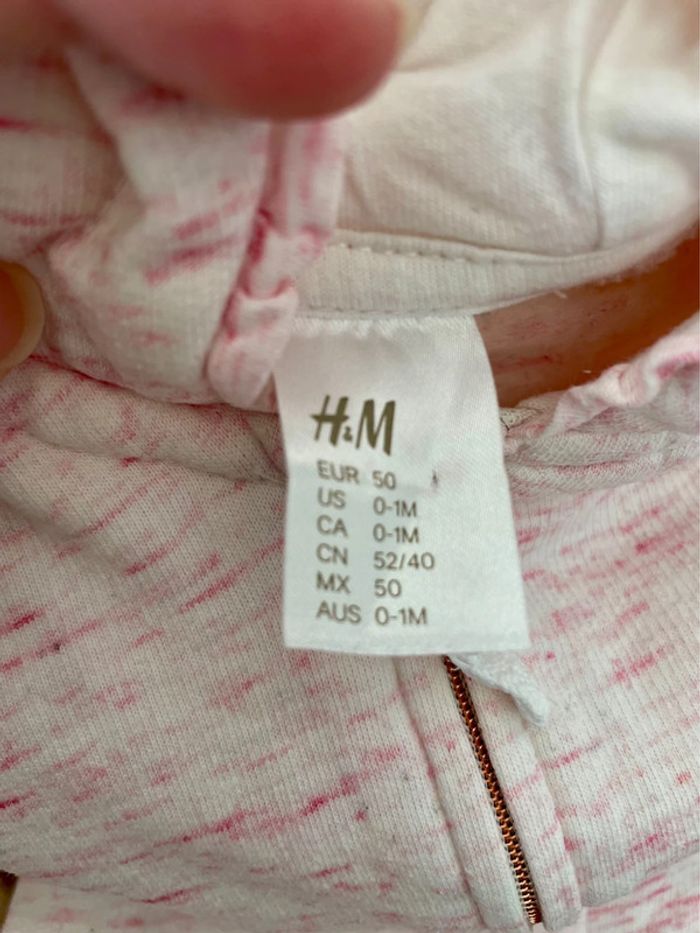 H&M
EUR 50
US 0-1M
CA 0-1M
CN 52/40
MX 50
AUS 0-1M